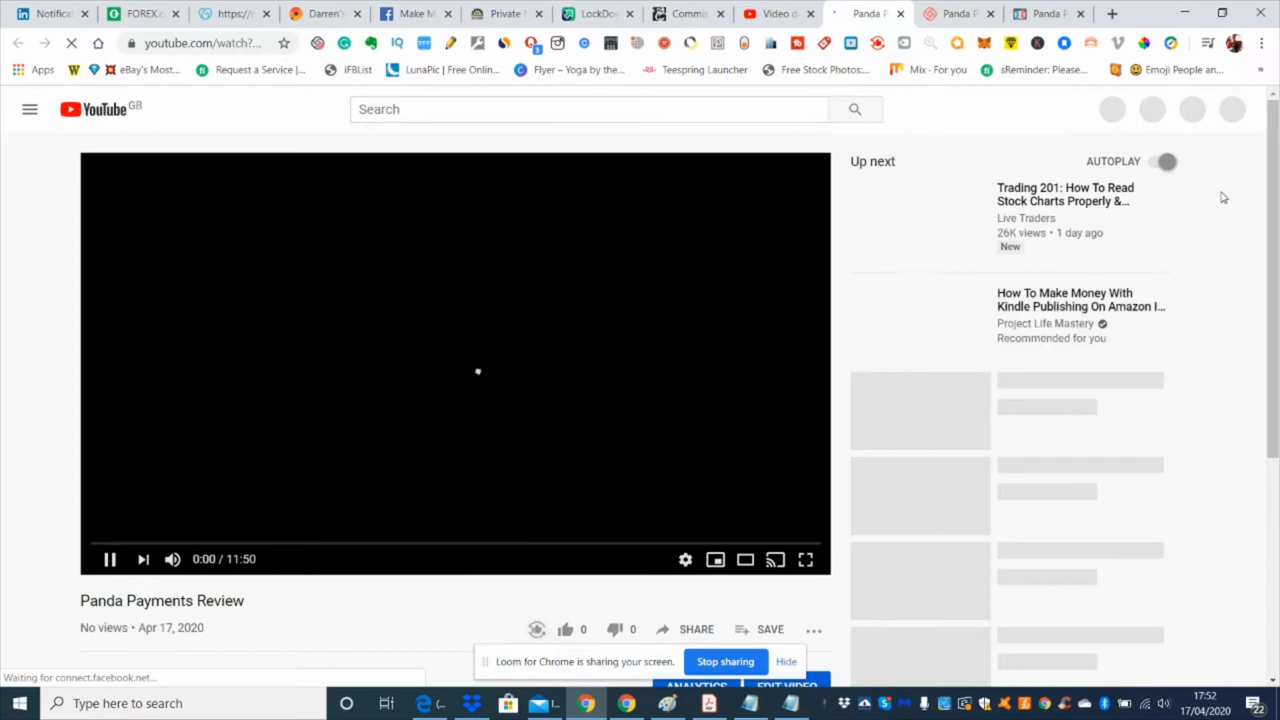 Notificat
FOREX.c
https://r
Darren's
Make M
Private
LockDov
Commis
Video d
Panda P
Panda P
Panda P
youtube.com/watch?...
Apps
eBay's Most...
Request a Service |...
iFBList
LunaPic | Free Onlin...
Flyer – Yoga by the...
Teespring Launcher
Free Stock Photos:...
Mix - For you
sReminder: Please...
Emoji People an...
YouTube GB
Search
Up next
AUTOPLAY
Trading 201: How To Read
Stock Charts Properly &...
Live Traders
26K views • 1 day ago
New
How To Make Money With
Kindle Publishing On Amazon I...
Project Life Mastery
Recommended for you
0:00 / 11:50
Panda Payments Review
No views • Apr 17, 2020
0
0
SHARE
SAVE
Loom for Chrome is sharing your screen.
Stop sharing
Hide
Waiting for connect.facebook.net...
ANALYTICS
EDIT VIDEO
Type here to search
17:52
17/04/2020
22